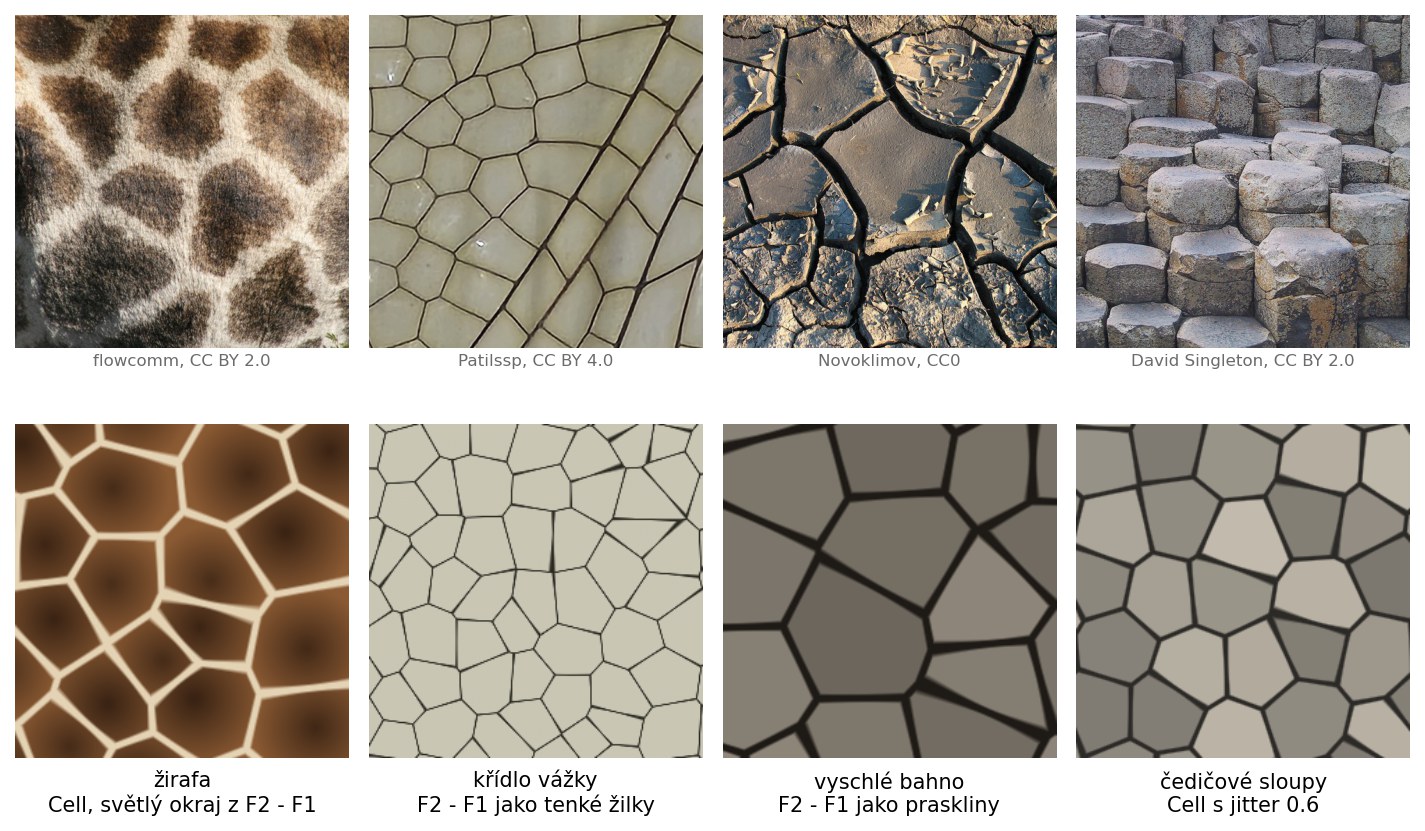 flowcomm, CC BY 2.0
Patilssp, CC BY 4.0
Novoklimov, CC0
David Singleton, CC BY 2.0
žirafa
Cell, světlý okraj z F2 - F1
křídlo vážky
F2 - F1 jako tenké žilky
vyschlé bahno
F2 - F1 jako praskliny
čedičové sloupy
Cell s jitter 0.6